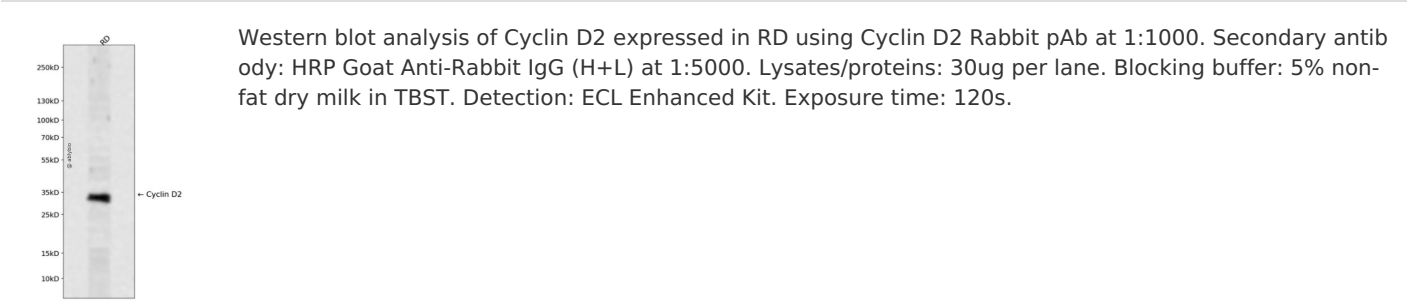 RD
Western blot analysis of Cyclin D2 expressed in RD using Cyclin D2 Rabbit pAb at 1:1000. Secondary antib
ody: HRP Goat Anti-Rabbit IgG (H+L) at 1:5000. Lysates/proteins: 30ug per lane. Blocking buffer: 5% non-
fat dry milk in TBST. Detection: ECL Enhanced Kit. Exposure time: 120s.
250kD
130kD
100kD
70kD
55kD
@ ablybio
35kD
← Cyclin D2
25kD
15kD
10kD